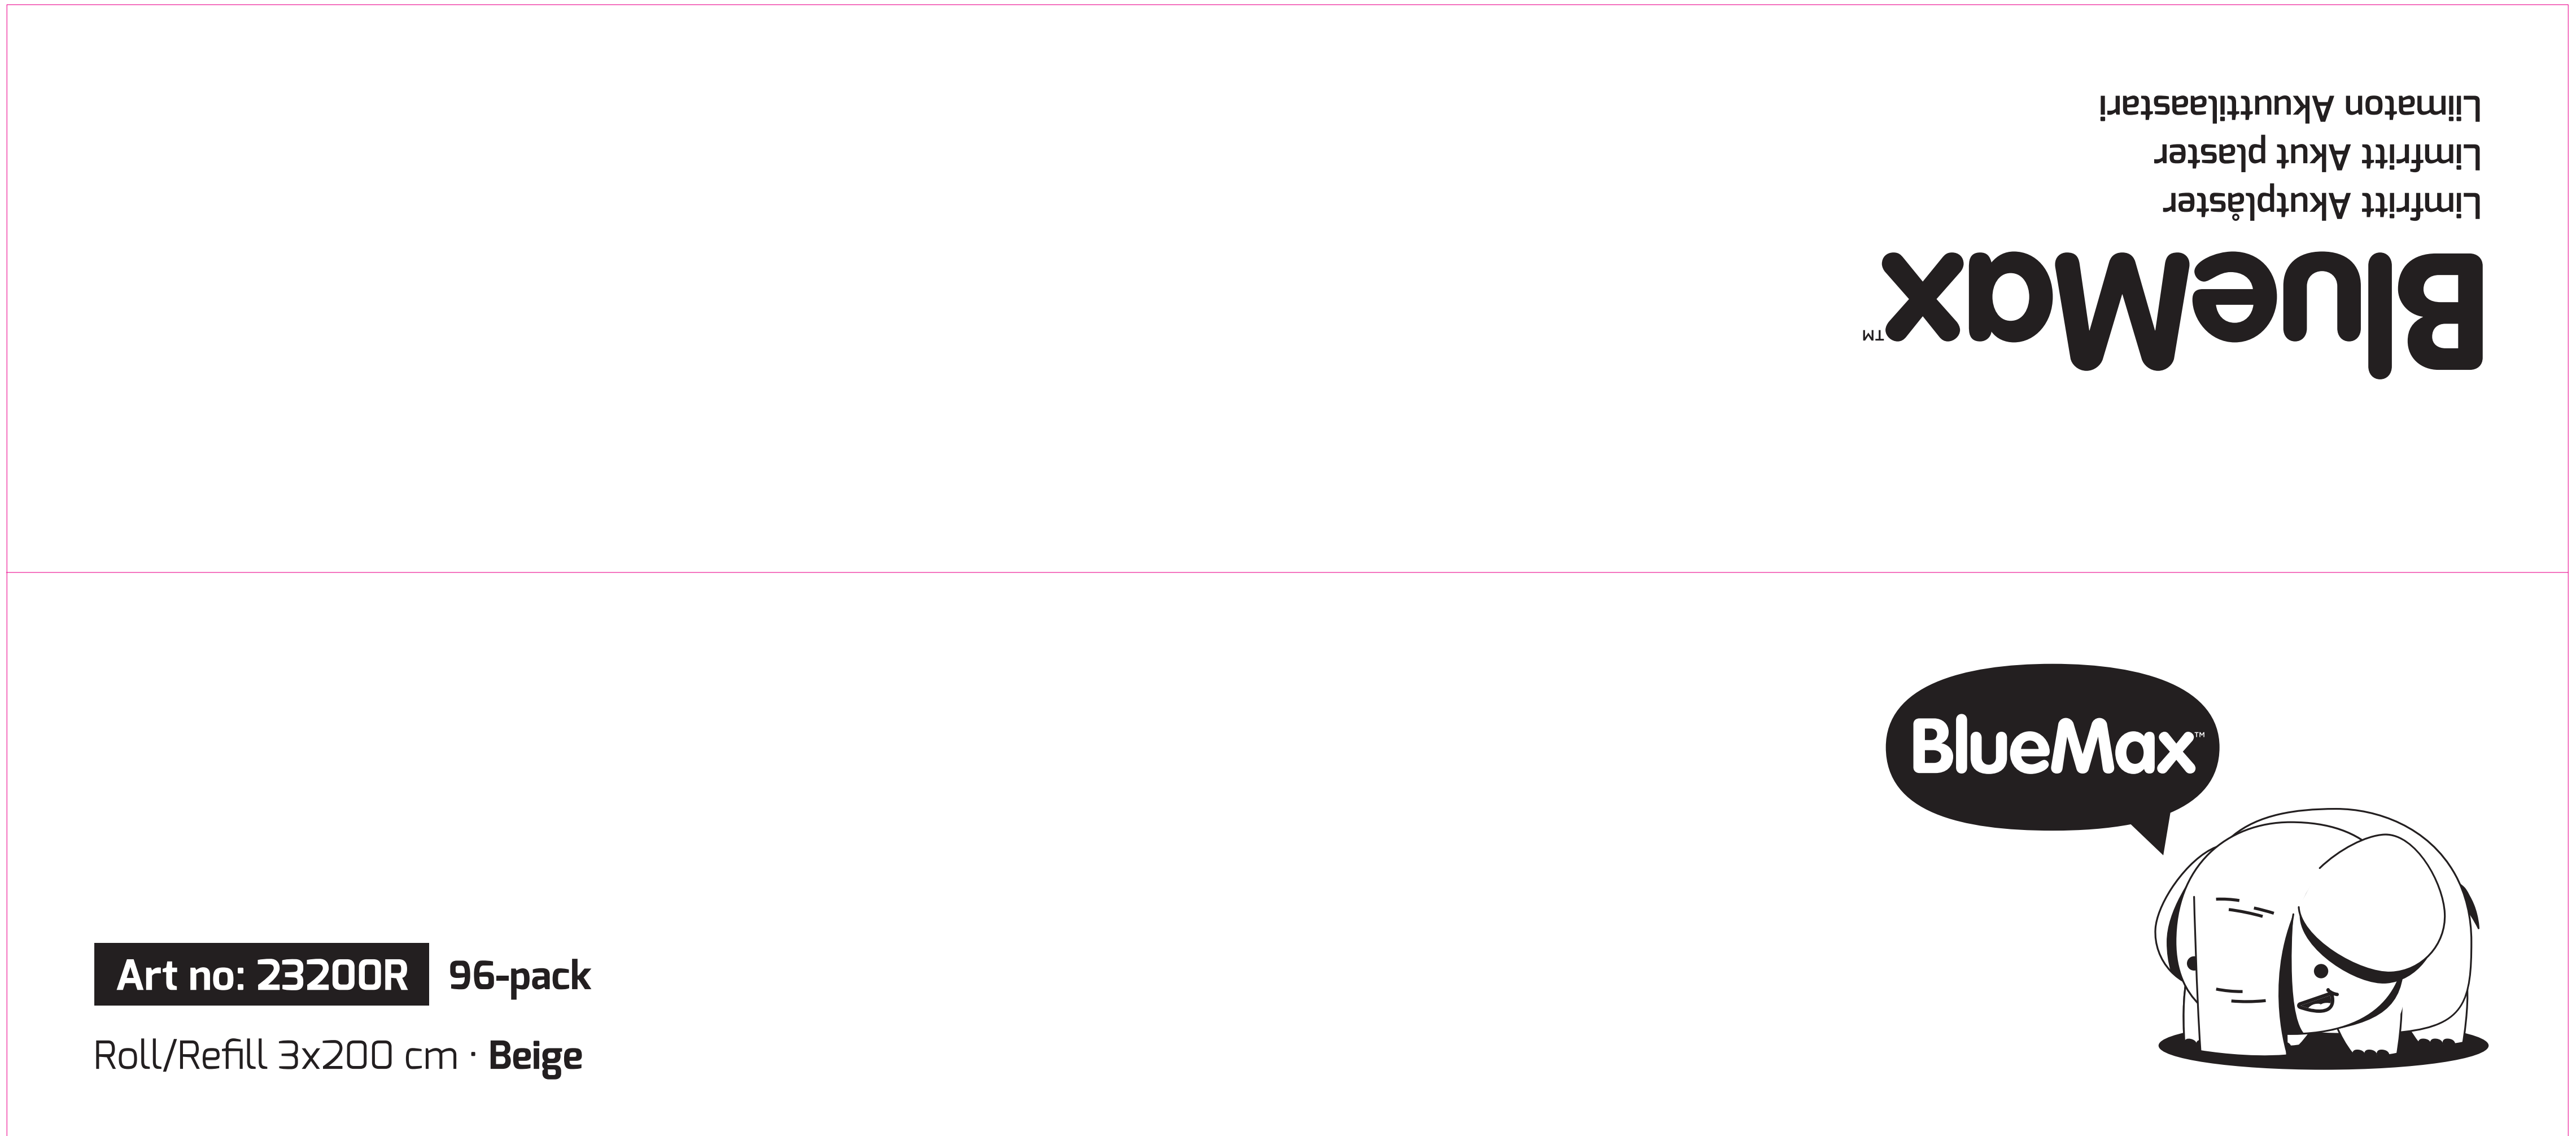 BlueMax™
Limfritt Akutplåster
Limfritt Akut plaster
Liimaton Akuuttilaastari
BlueMax™
Art no: 23200R 96-pack
Roll/Refill 3x200 cm · Beige